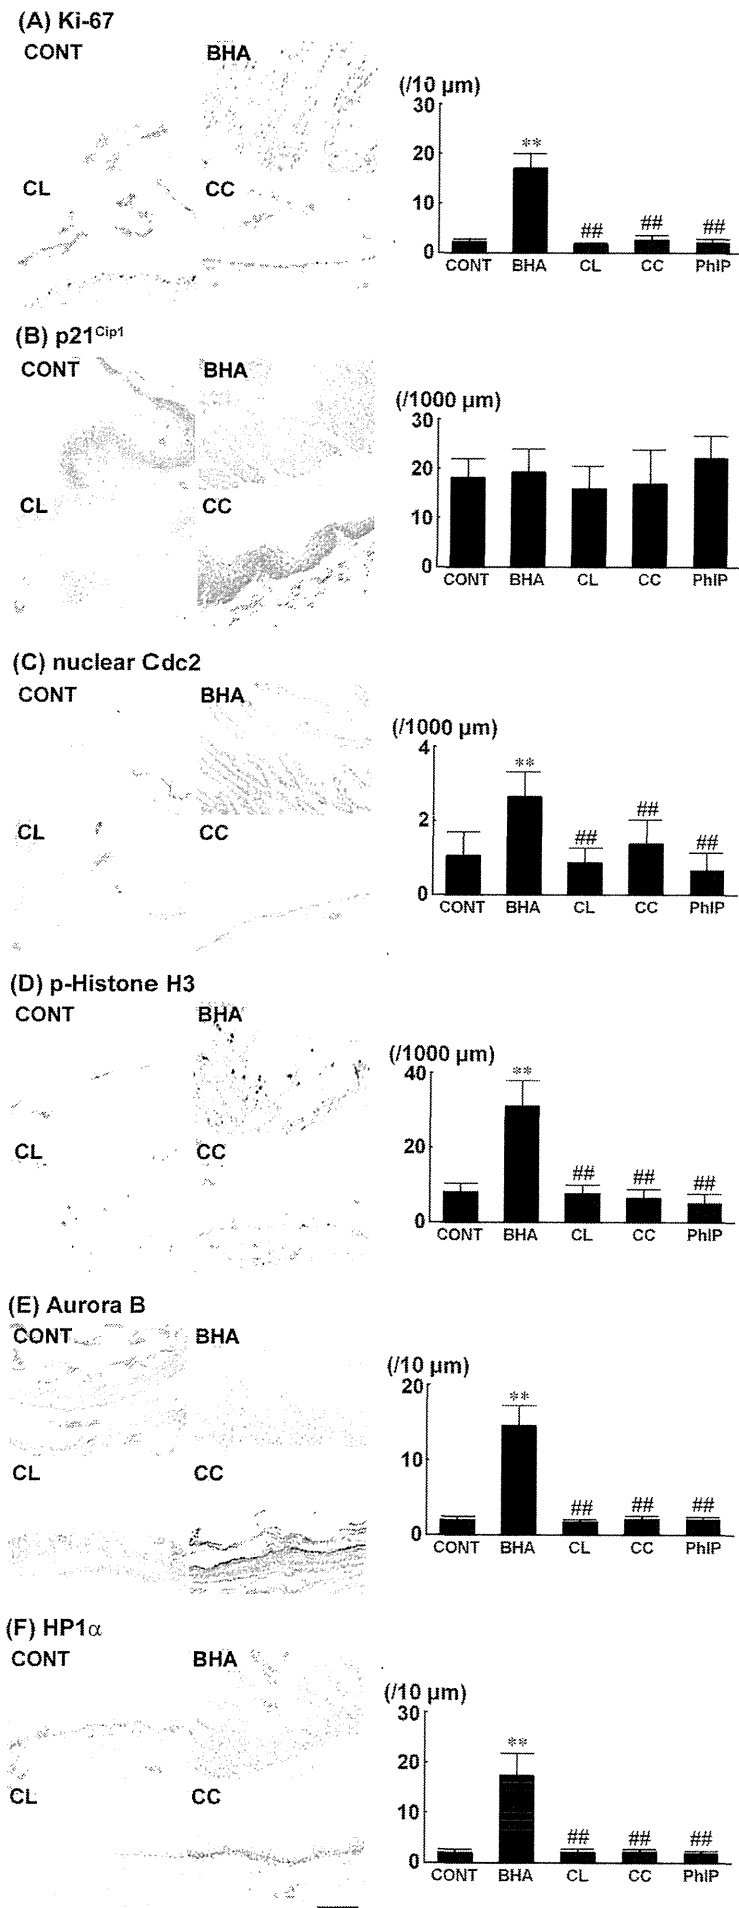 (A) Ki-67
CONT
BHA
CL
CC
(/10 µm)
30
20
10
0
**
##
##
##
CONT
BHA
CL
CC
PhIP
(B) p21Cip1
CONT
BHA
CL
CC
(/1000 µm)
30
20
10
0
CONT
BHA
CL
CC
PhIP
(C) nuclear Cdc2
CONT
BHA
CL
CC
(/1000 µm)
4
2
0
**
##
##
##
CONT
BHA
CL
CC
PhIP
(D) p-Histone H3
CONT
BHA
CL
CC
(/1000 µm)
40
20
0
**
##
##
##
CONT
BHA
CL
CC
PhIP
(E) Aurora B
CONT
BHA
CL
CC
(/10 µm)
20
10
0
**
##
##
##
CONT
BHA
CL
CC
PhIP
(F) HP1α
CONT
BHA
CL
CC
(/10 µm)
30
20
10
0
**
##
##
##
CONT
BHA
CL
CC
PhIP